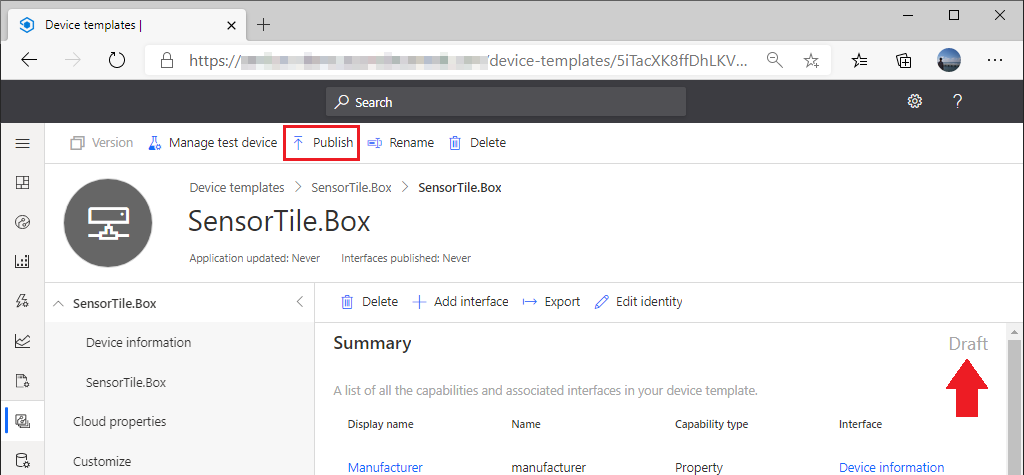 Device templates |
https:// /device-templates/5iTacXK8ffDhLKV...
Search
?
Version Manage test device Publish Rename Delete
Device templates > SensorTile.Box > SensorTile.Box
SensorTile.Box
Application updated: Never Interfaces published: Never
SensorTile.Box
Delete Add interface Export Edit identity
Device information
SensorTile.Box
Cloud properties
Customize
Summary Draft
A list of all the capabilities and associated interfaces in your device template.
Display name Name Capability type Interface
Manufacturer manufacturer Property Device information